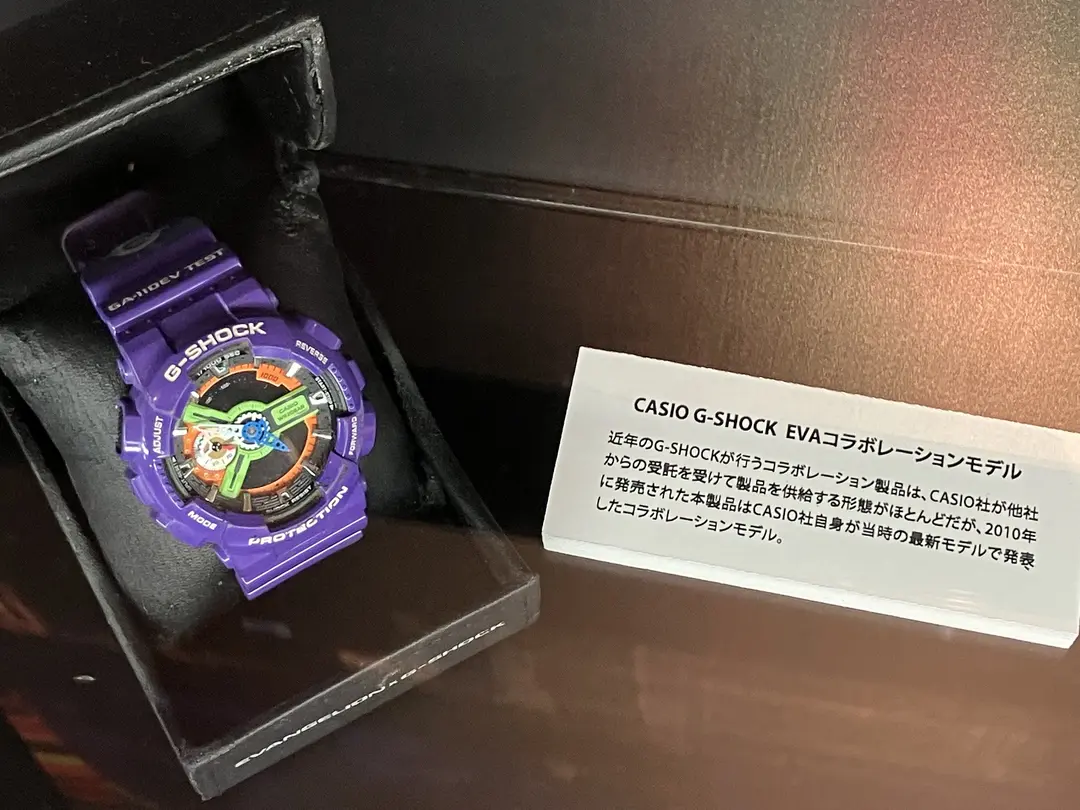 GA-110EV TEST
G-SHOCK
REVERSE
ADJUST
FORWARD
1000
CASIO
MODE
PROTECTION
EVANGELION × G-SHOCK
CASIO G-SHOCK EVAコラボレーションモデル
近年のG-SHOCKが行うコラボレーション製品は、CASIO社が他社
からの受託を受けて製品を供給する形態がほとんどだが、2010年
に発売された本製品はCASIO社自身が当時の最新モデルで発表
したコラボレーションモデル。